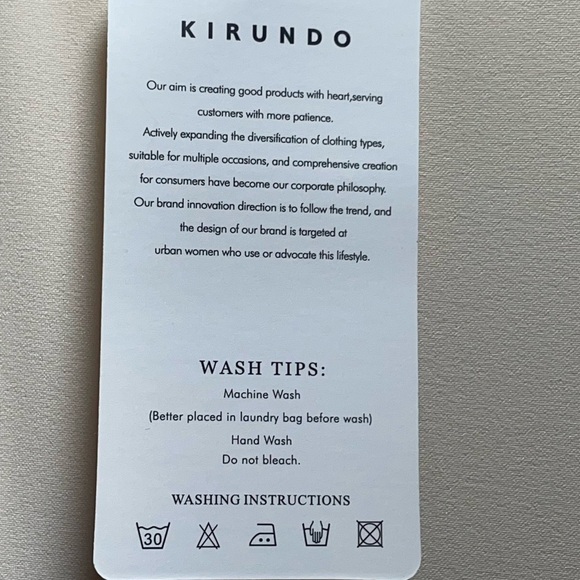 KIRUNDO
Our aim is creating good products with heart,serving
customers with more patience.
Actively expanding the diversification of clothing types,
suitable for multiple occasions, and comprehensive creation
for consumers have become our corporate philosophy.
Our brand innovation direction is to follow the trend, and
the design of our brand is targeted at
urban women who use or advocate this lifestyle.
WASH TIPS:
Machine Wash
(Better placed in laundry bag before wash)
Hand Wash
Do not bleach.
WASHING INSTRUCTIONS
30